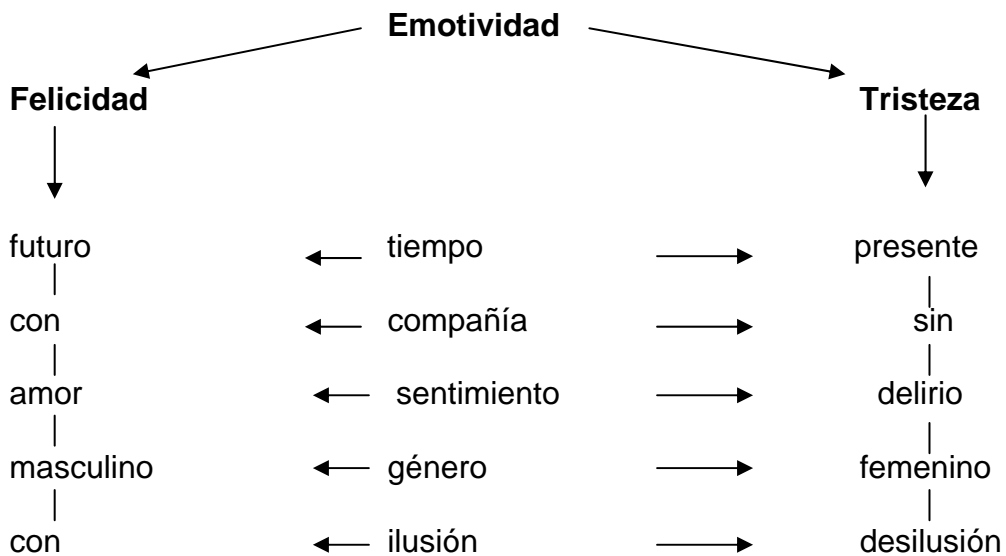 Emotividad
Felicidad Tristeza
futuro tiempo presente
con compañía sin
amor sentimiento delirio
masculino género femenino
con ilusión desilusión